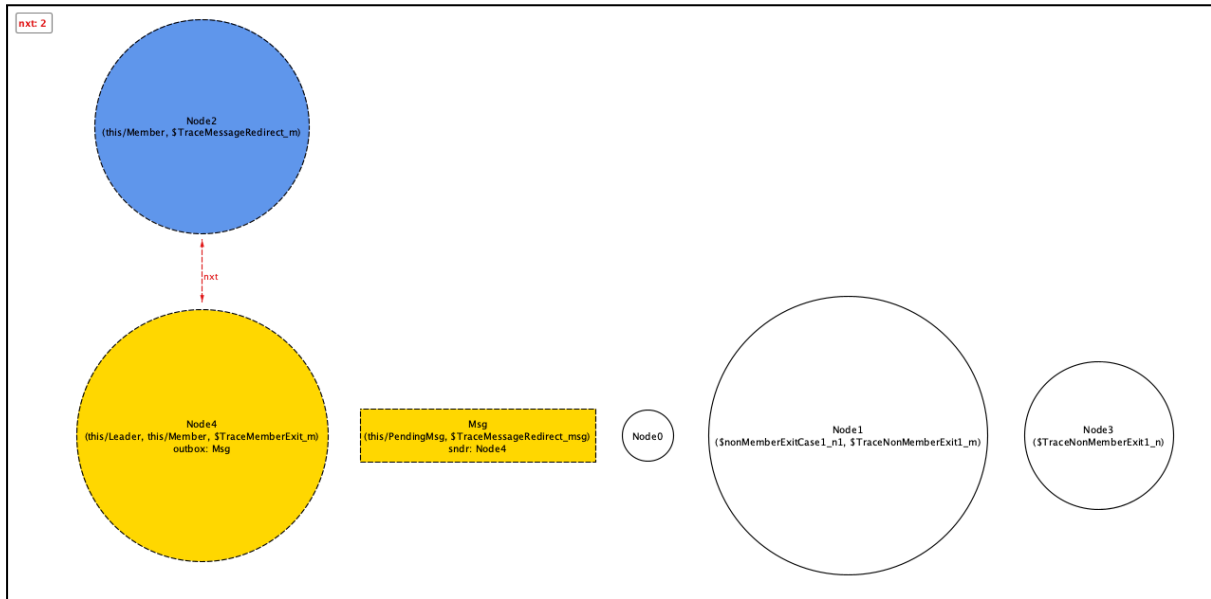 nxt: 2
Node2
(this/Member, $TraceMessageRedirect_m)
nxt
Node4
(this/Leader, this/Member, $TraceMemberExit_m)
outbox: Msg
Msg
(this/PendingMsg, $TraceMessageRedirect_msg)
sndr: Node4
Node0
Node1
($nonMemberExitCase1_n1, $TraceNonMemberExit1_m)
Node3
($TraceNonMemberExit1_n)